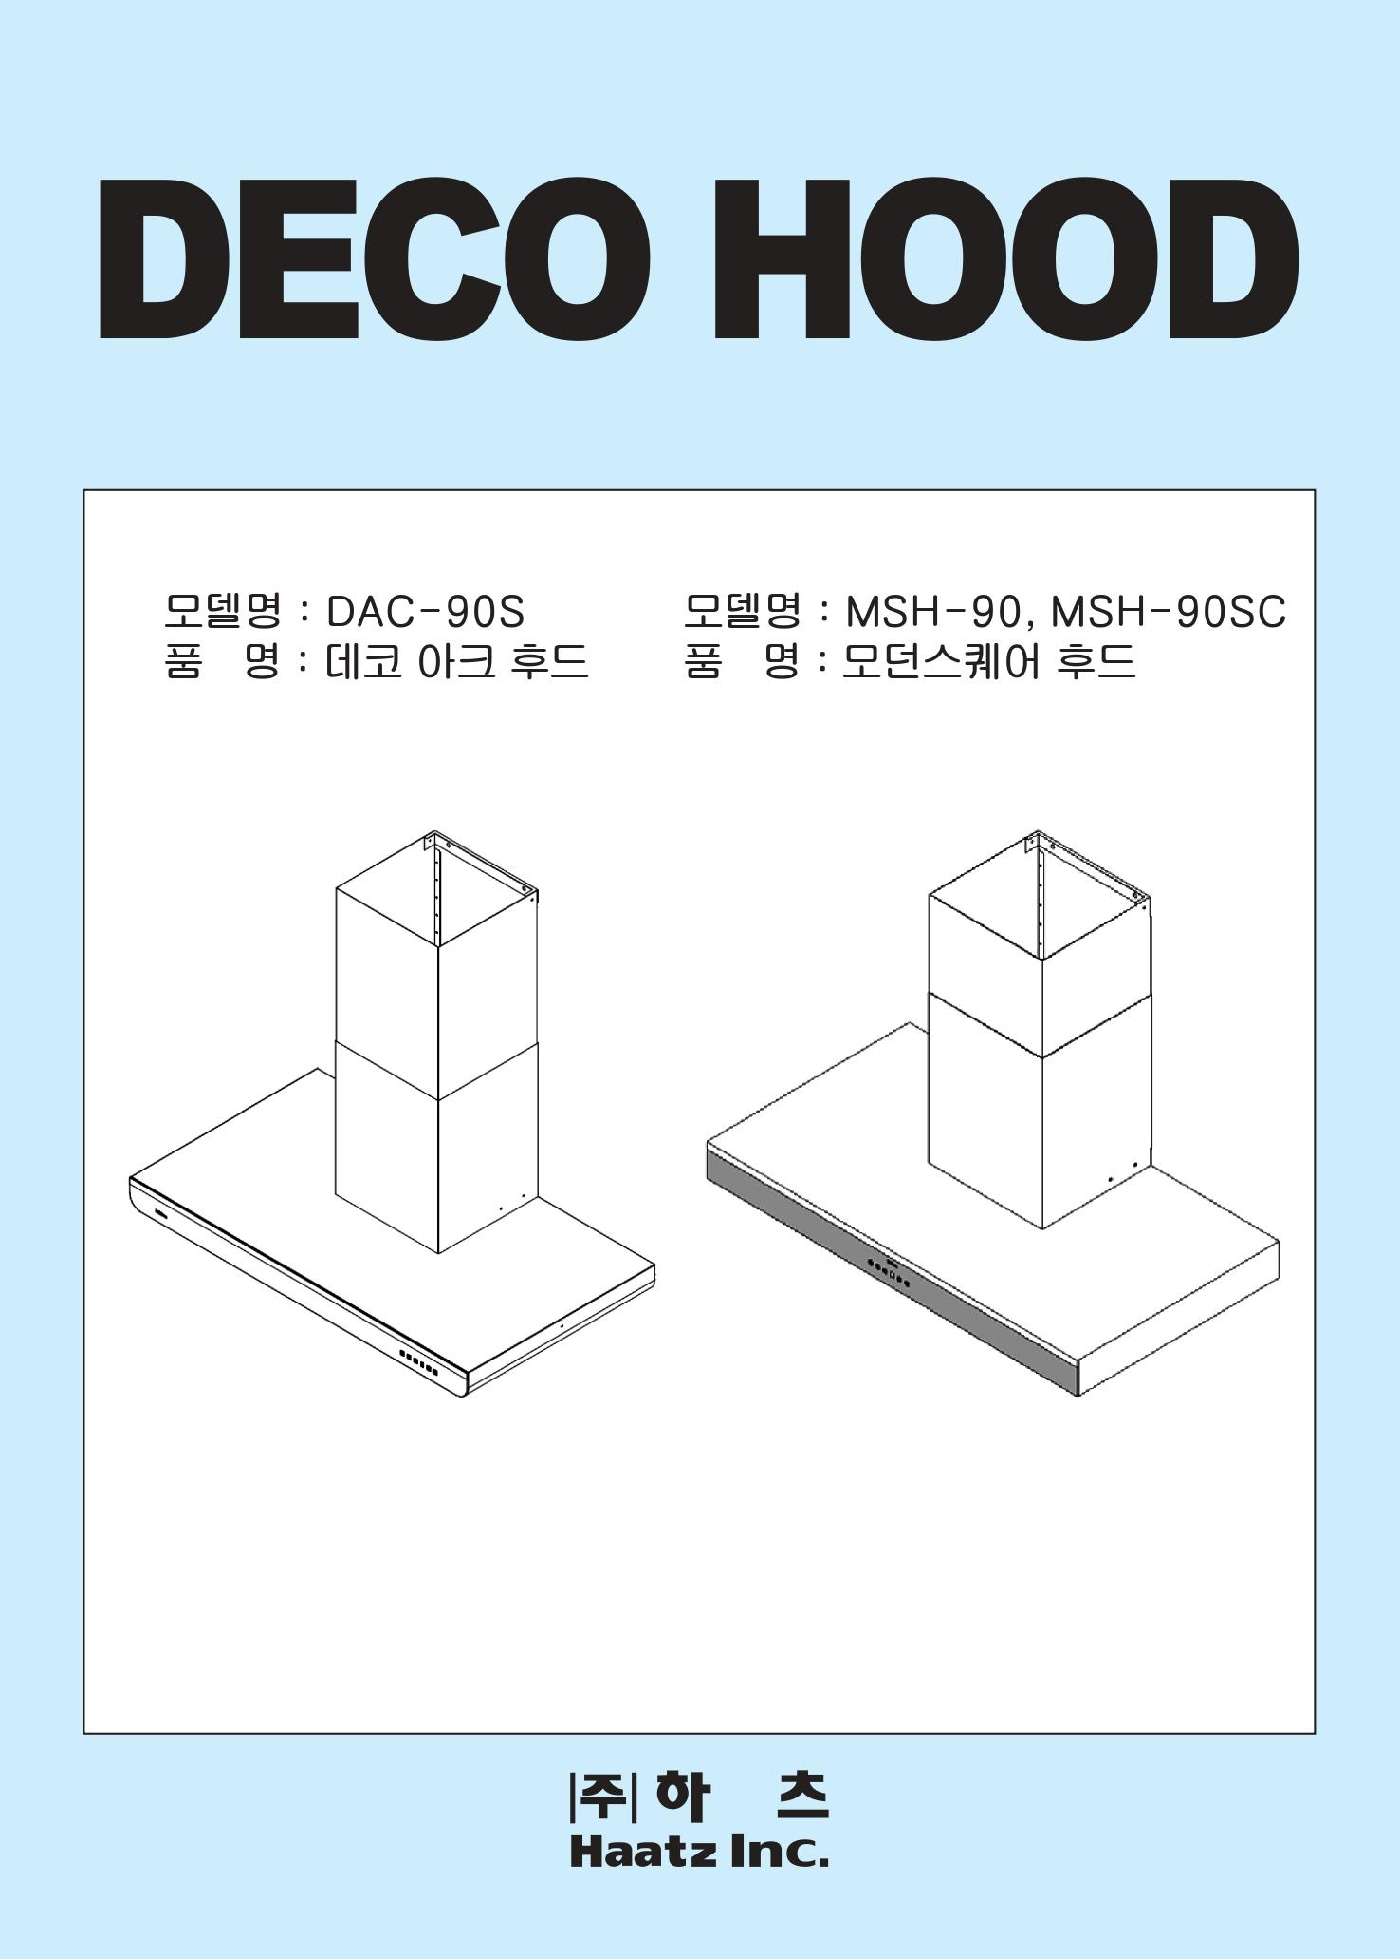 DECO HOOD
모델명 : DAC-90S
품 명 : 데코 아크 후드
모델명 : MSH-90, MSH-90SC
품 명 : 모던스퀘어 후드
|주| 하 츠
Haatz Inc.